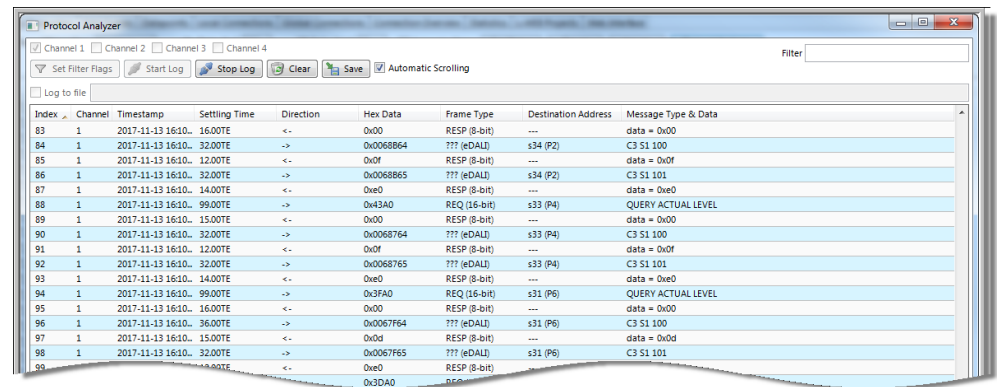 Protocol Analyzer
Channel 1 Channel 2 Channel 3 Channel 4
Filter
Set Filter Flags Start Log Stop Log Clear Save Automatic Scrolling
Log to file
Index Channel Timestamp Settling Time Direction Hex Data Frame Type Destination Address Message Type & Data
83 1 2017-11-13 16:10... 16.00TE <- 0x00 RESP (8-bit) --- data = 0x00
84 1 2017-11-13 16:10... 32.00TE -> 0x0068B64 ??? (eDALI) s34 (P2) C3 S1 100
85 1 2017-11-13 16:10... 12.00TE <- 0x0f RESP (8-bit) --- data = 0x0f
86 1 2017-11-13 16:10... 32.00TE -> 0x0068B65 ??? (eDALI) s34 (P2) C3 S1 101
87 1 2017-11-13 16:10... 14.00TE <- 0xe0 RESP (8-bit) --- data = 0xe0
88 1 2017-11-13 16:10... 99.00TE -> 0x43A0 REQ (16-bit) s33 (P4) QUERY ACTUAL LEVEL
89 1 2017-11-13 16:10... 15.00TE <- 0x00 RESP (8-bit) --- data = 0x00
90 1 2017-11-13 16:10... 32.00TE -> 0x0068764 ??? (eDALI) s33 (P4) C3 S1 100
91 1 2017-11-13 16:10... 12.00TE <- 0x0f RESP (8-bit) --- data = 0x0f
92 1 2017-11-13 16:10... 32.00TE -> 0x0068765 ??? (eDALI) s33 (P4) C3 S1 101
93 1 2017-11-13 16:10... 14.00TE <- 0xe0 RESP (8-bit) --- data = 0xe0
94 1 2017-11-13 16:10... 99.00TE -> 0x3FA0 REQ (16-bit) s31 (P6) QUERY ACTUAL LEVEL
95 1 2017-11-13 16:10... 16.00TE <- 0x00 RESP (8-bit) --- data = 0x00
96 1 2017-11-13 16:10... 36.00TE -> 0x0067F64 ??? (eDALI) s31 (P6) C3 S1 100
97 1 2017-11-13 16:10... 15.00TE <- 0x0d RESP (8-bit) --- data = 0x0d
98 1 2017-11-13 16:10... 32.00TE -> 0x0067F65 ??? (eDALI) s31 (P6) C3 S1 101
99 1 2017-11-13 16:10... <- 0xe0 RESP (8-bit)
0x3DA0